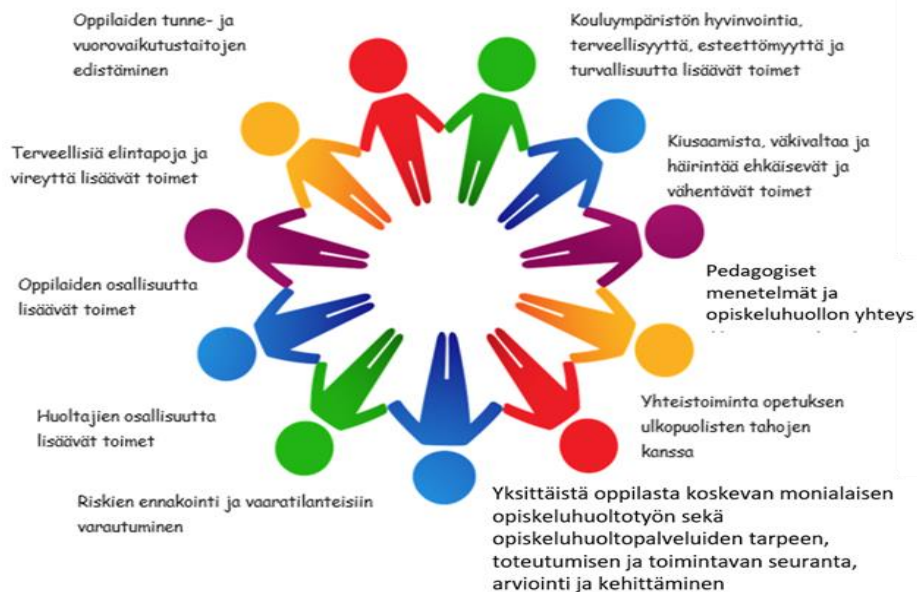 Oppilaiden tunne- ja
vuorovaikutustaitojen
edistäminen
Kouluympäristön hyvinvointia,
terveellisyyttä, esteettömyyttä ja
turvallisuutta lisäävät toimet
Terveellisiä elintapoja ja
vireyttä lisäävät toimet
Kiusaamista, väkivaltaa ja
häirintää ehkäisevät ja
vähentävät toimet
Oppilaiden osallisuutta
lisäävät toimet
Pedagogiset
menetelmät ja
opiskeluhuollon yhteys
Huoltajien osallisuutta
lisäävät toimet
Yhteistoiminta opetuksen
ulkopuolisten tahojen
kanssa
Riskien ennakointi ja vaaratilanteisiin
varautuminen
Yksittäistä oppilasta koskevan monialaisen
opiskeluhuoltotyön sekä
opiskeluhuoltopalveluiden tarpeen,
toteutumisen ja toimintavan seuranta,
arviointi ja kehittäminen